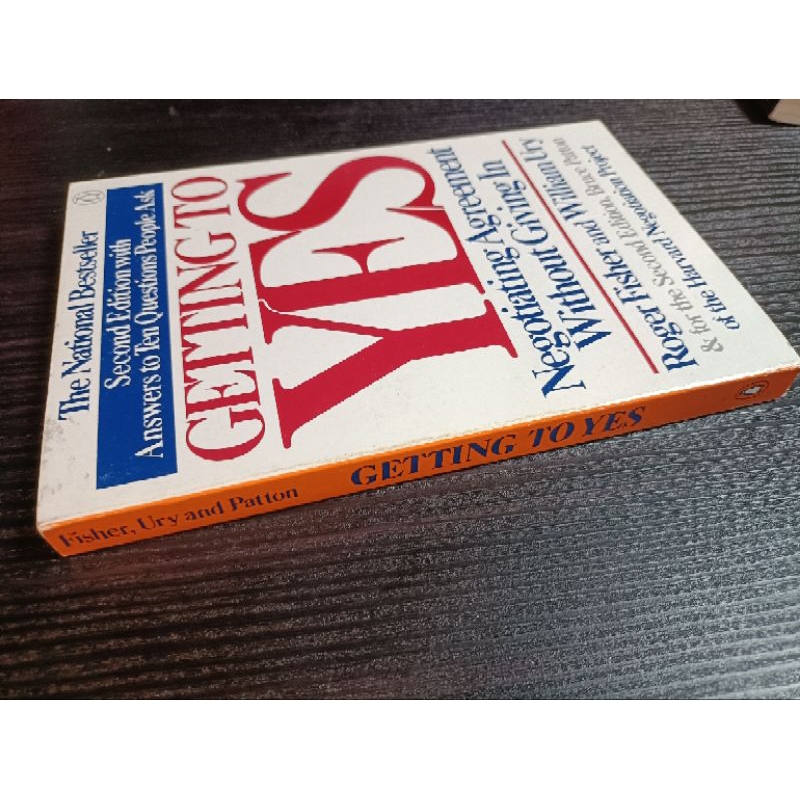 The National Bestseller
Second Edition with
Answers to Ten Questions People Ask
GETTING TO
YES
Negotiating Agreement
Without Giving In
Roger Fisher and William Ury
& for the Second Edition, Bruce Patton
of the Harvard Negotiation Project
Fisher, Ury and Patton
GETTING TO YES